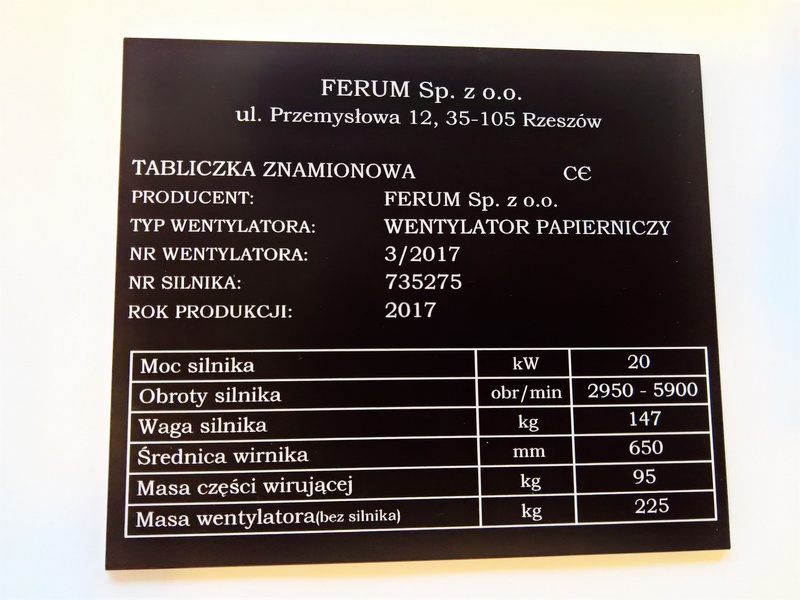 FERUM Sp. z o.o.
ul. Przemysłowa 12, 35-105 Rzeszów
TABLICZKA ZNAMIONOWA CE
PRODUCENT: FERUM Sp. z o.o.
TYP WENTYLATORA: WENTYLATOR PAPIERNICZY
NR WENTYLATORA: 3/2017
NR SILNIKA: 735275
ROK PRODUKCJI: 2017
Moc silnika kW 20
Obroty silnika obr/min 2950 - 5900
Waga silnika kg 147
Średnica wirnika mm 650
Masa części wirującej kg 95
Masa wentylatora(bez silnika) kg 225